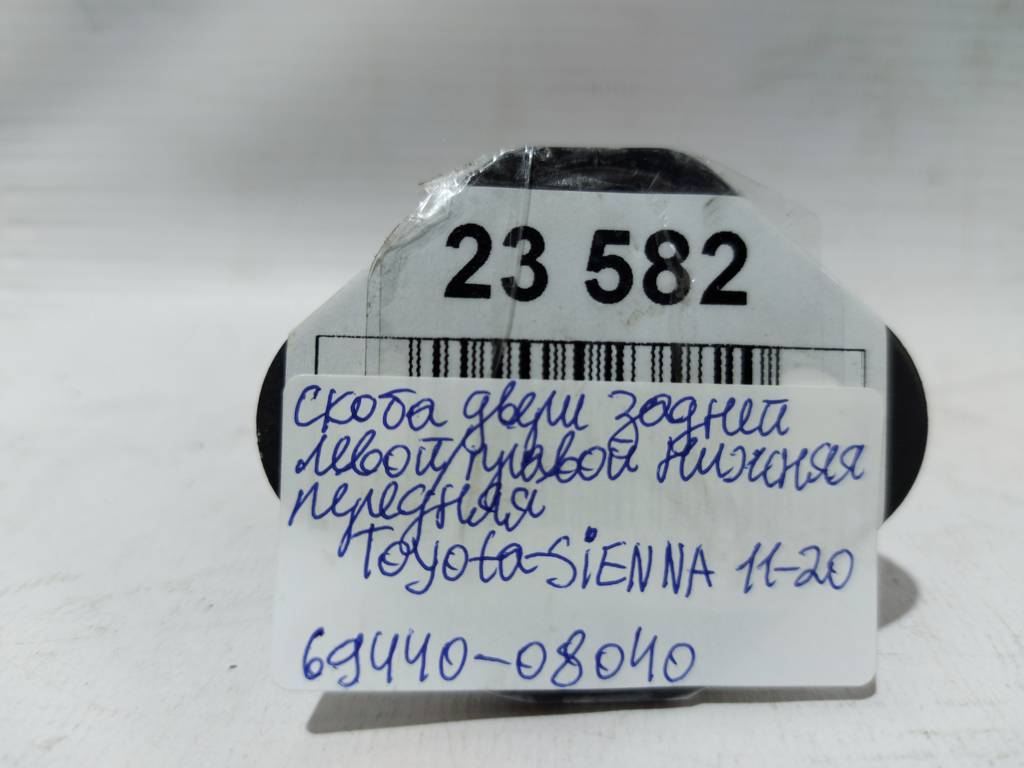 23 582
скоба двери задней
левой/правой нижняя
передняя
Toyota-SiENNA 11-20
69440-08040